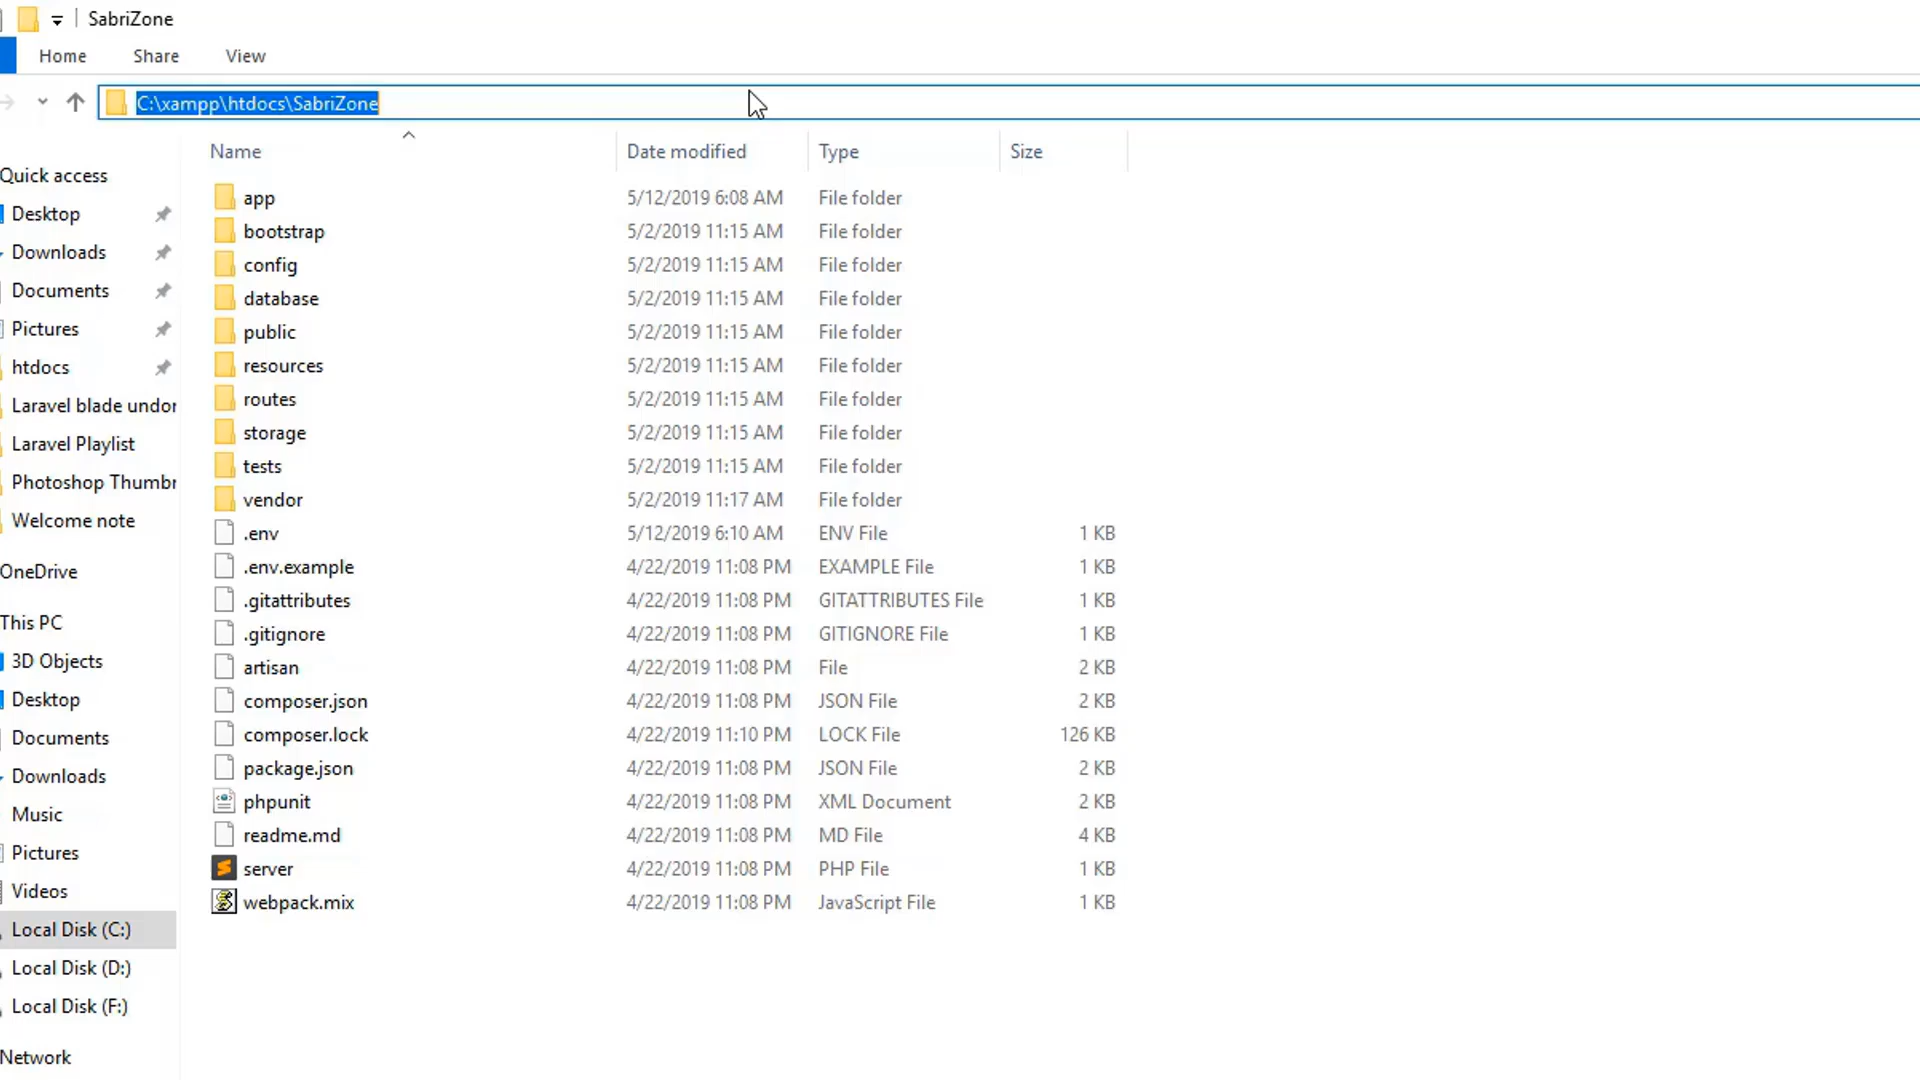 SabriZone
Home Share View
C:\xampp\htdocs\SabriZone
Name Date modified Type Size
Quick access
Desktop
Downloads
Documents
Pictures
htdocs
Laravel blade undor
Laravel Playlist
Photoshop Thumbr
Welcome note
OneDrive
This PC
3D Objects
Desktop
Documents
Downloads
Music
Pictures
Videos
Local Disk (C:)
Local Disk (D:)
Local Disk (F:)
Network
app 5/12/2019 6:08 AM File folder
bootstrap 5/2/2019 11:15 AM File folder
config 5/2/2019 11:15 AM File folder
database 5/2/2019 11:15 AM File folder
public 5/2/2019 11:15 AM File folder
resources 5/2/2019 11:15 AM File folder
routes 5/2/2019 11:15 AM File folder
storage 5/2/2019 11:15 AM File folder
tests 5/2/2019 11:15 AM File folder
vendor 5/2/2019 11:17 AM File folder
.env 5/12/2019 6:10 AM ENV File 1 KB
.env.example 4/22/2019 11:08 PM EXAMPLE File 1 KB
.gitattributes 4/22/2019 11:08 PM GITATTRIBUTES File 1 KB
.gitignore 4/22/2019 11:08 PM GITIGNORE File 1 KB
artisan 4/22/2019 11:08 PM File 2 KB
composer.json 4/22/2019 11:08 PM JSON File 2 KB
composer.lock 4/22/2019 11:10 PM LOCK File 126 KB
package.json 4/22/2019 11:08 PM JSON File 2 KB
phpunit 4/22/2019 11:08 PM XML Document 2 KB
readme.md 4/22/2019 11:08 PM MD File 4 KB
server 4/22/2019 11:08 PM PHP File 1 KB
webpack.mix 4/22/2019 11:08 PM JavaScript File 1 KB